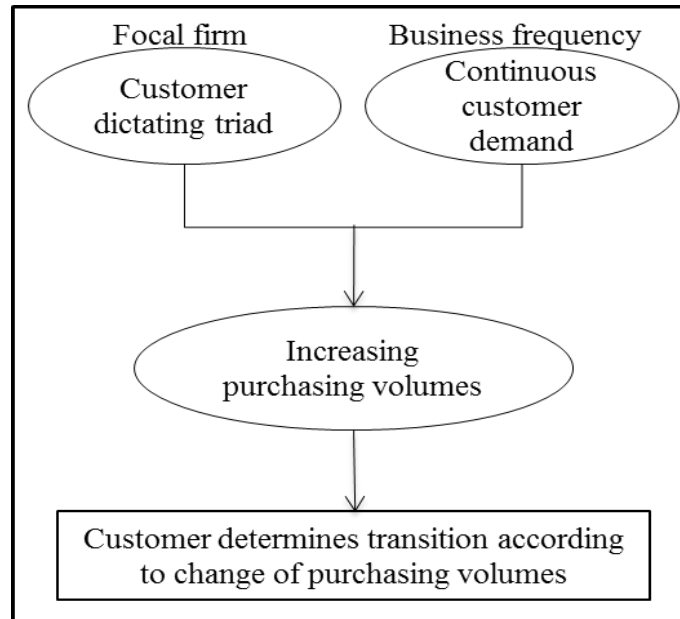 Focal firm
Business frequency
Customer
dictating triad
Continuous
customer
demand
Increasing
purchasing volumes
Customer determines transition according
to change of purchasing volumes